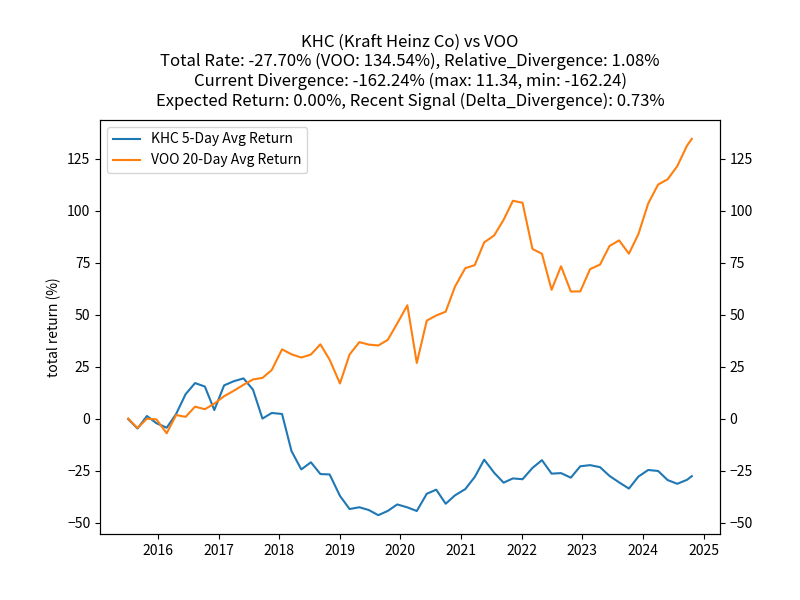 KHC (Kraft Heinz Co) vs VOO
Total Rate: -27.70% (VOO: 134.54%), Relative_Divergence: 1.08%
Current Divergence: -162.24% (max: 11.34, min: -162.24)
Expected Return: 0.00%, Recent Signal (Delta_Divergence): 0.73%
KHC 5-Day Avg Return
VOO 20-Day Avg Return
total return (%)
125
100
75
50
25
0
−25
−50
125
100
75
50
25
0
−25
−50
2016 2017 2018 2019 2020 2021 2022 2023 2024 2025